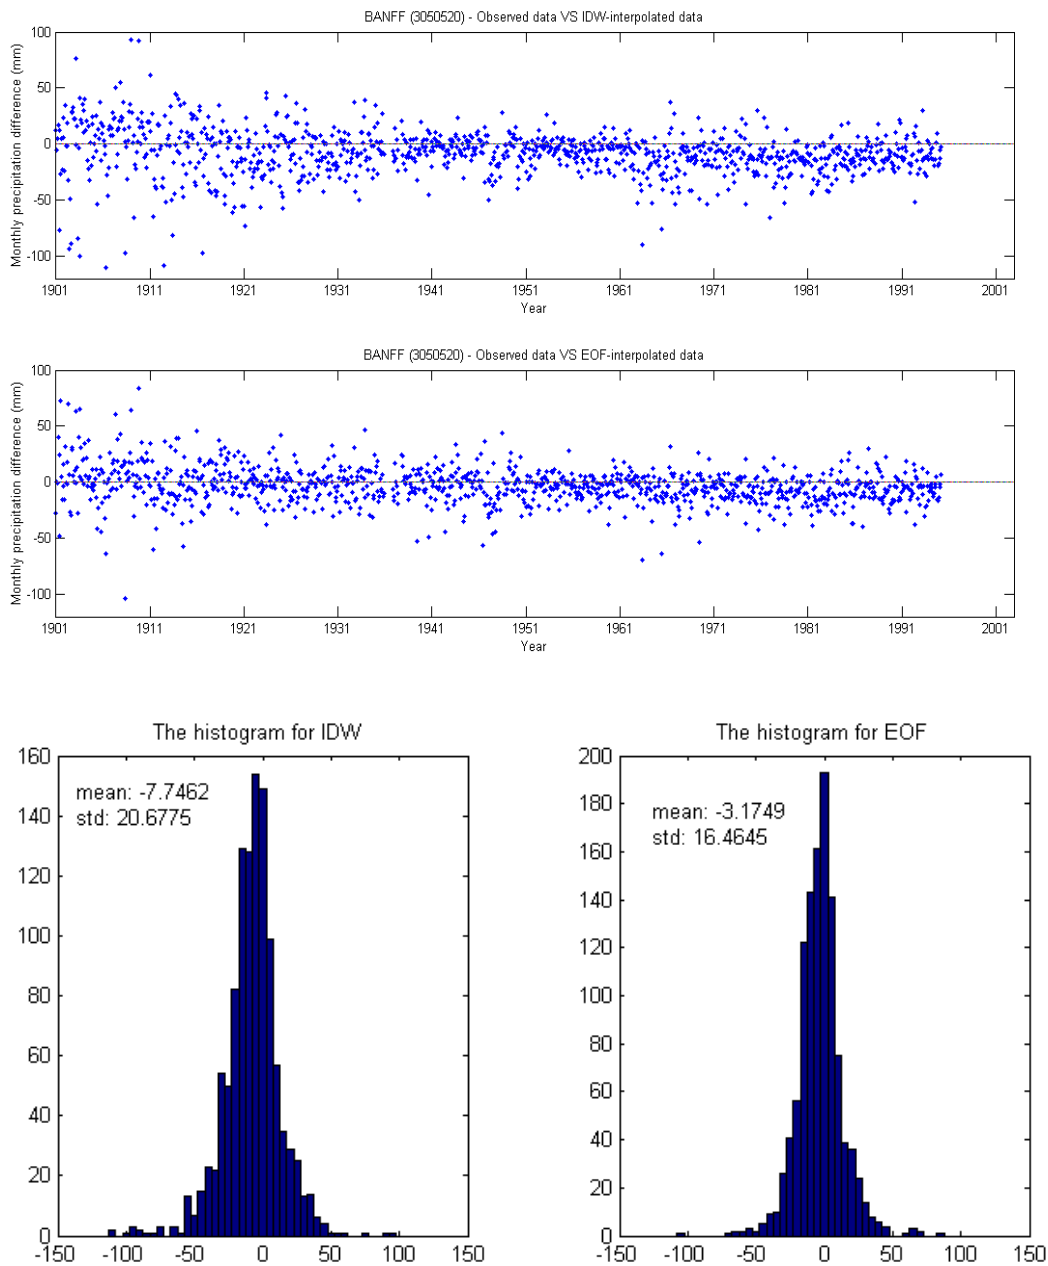 BANFF (3050520) - Observed data VS IDW-interpolated data
Monthly precipitation difference (mm)
100
50
0
-50
-100
1901 1911 1921 1931 1941 1951 1961 1971 1981 1991 2001
Year
BANFF (3050520) - Observed data VS EOF-interpolated data
Monthly precipitation difference (mm)
100
50
0
-50
-100
1901 1911 1921 1931 1941 1951 1961 1971 1981 1991 2001
Year
The histogram for IDW
mean: -7.7462
std: 20.6775
160
140
120
100
80
60
40
20
0
-150 -100 -50 0 50 100 150
The histogram for EOF
mean: -3.1749
std: 16.4645
200
180
160
140
120
100
80
60
40
20
0
-150 -100 -50 0 50 100 150